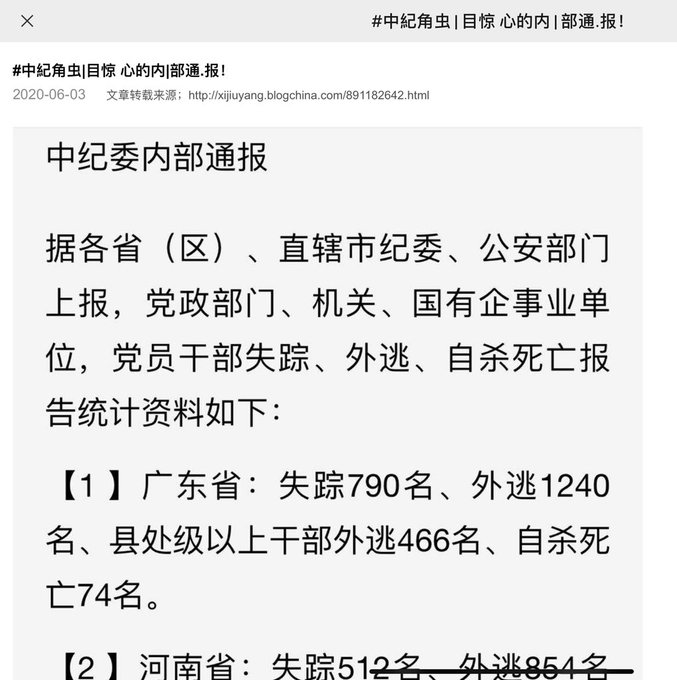 #中紀角虫|目惊 心的内|部通.报!
#中紀角虫|目惊 心的内|部通.报!
2020-06-03 文章转载来源；http://xijiuyang.blogchina.com/891182642.html
中纪委内部通报
据各省（区）、直辖市纪委、公安部门
上报，党政部门、机关、国有企事业单
位，党员干部失踪、外逃、自杀死亡报
告统计资料如下：
【1】广东省：失踪790名、外逃1240
名、县处级以上干部外逃466名、自杀死
亡74名。
【2】河南省：失踪512名、外逃854名